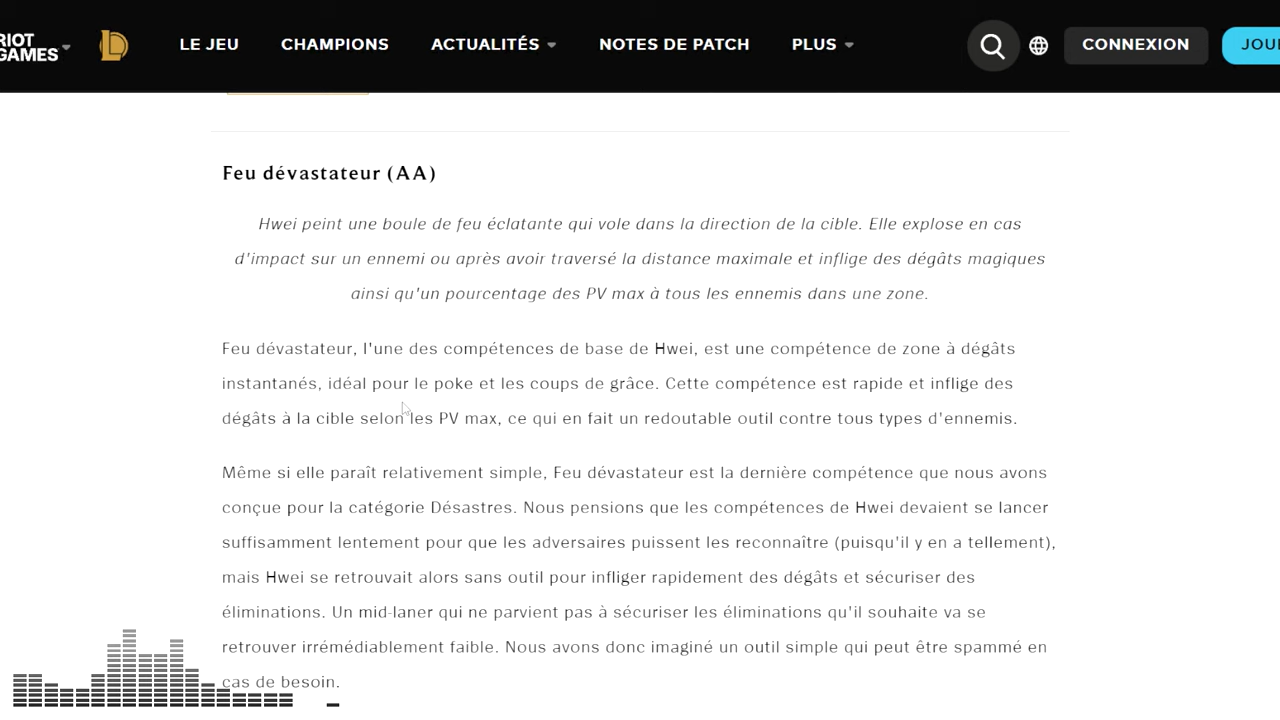 RIOT
GAMES
LE JEU
CHAMPIONS
ACTUALITÉS
NOTES DE PATCH
PLUS
CONNEXION
JOU
Feu dévastateur (AA)
Hwei peint une boule de feu éclatante qui vole dans la direction de la cible. Elle explose en cas
d'impact sur un ennemi ou après avoir traversé la distance maximale et inflige des dégâts magiques
ainsi qu'un pourcentage des PV max à tous les ennemis dans une zone.
Feu dévastateur, l'une des compétences de base de Hwei, est une compétence de zone à dégâts
instantanés, idéal pour le poke et les coups de grâce. Cette compétence est rapide et inflige des
dégâts à la cible selon les PV max, ce qui en fait un redoutable outil contre tous types d'ennemis.
Même si elle paraît relativement simple, Feu dévastateur est la dernière compétence que nous avons
conçue pour la catégorie Désastres. Nous pensions que les compétences de Hwei devaient se lancer
suffisamment lentement pour que les adversaires puissent les reconnaître (puisqu'il y en a tellement),
mais Hwei se retrouvait alors sans outil pour infliger rapidement des dégâts et sécuriser des
éliminations. Un mid-laner qui ne parvient pas à sécuriser les éliminations qu'il souhaite va se
retrouver irrémédiablement faible. Nous avons donc imaginé un outil simple qui peut être spammé en
cas de besoin.